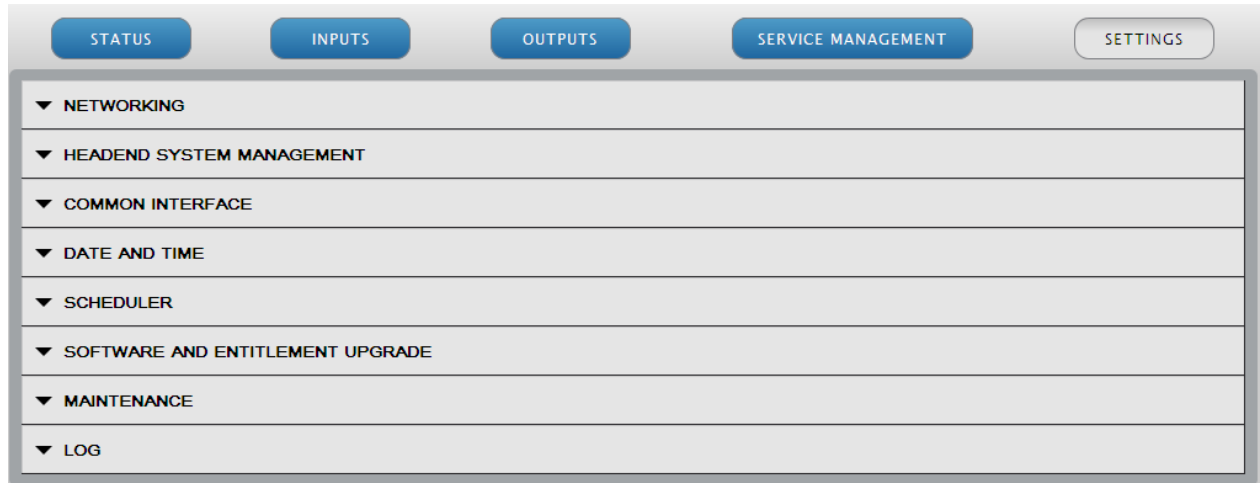 STATUS INPUTS OUTPUTS SERVICE MANAGEMENT SETTINGS
NETWORKING
HEADEND SYSTEM MANAGEMENT
COMMON INTERFACE
DATE AND TIME
SCHEDULER
SOFTWARE AND ENTITLEMENT UPGRADE
MAINTENANCE
LOG